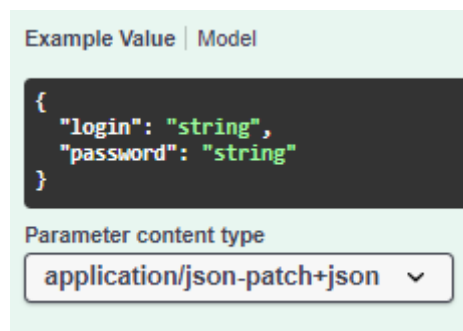 Example Value | Model
{
  "login": "string",
  "password": "string"
}
Parameter content type
application/json-patch+json